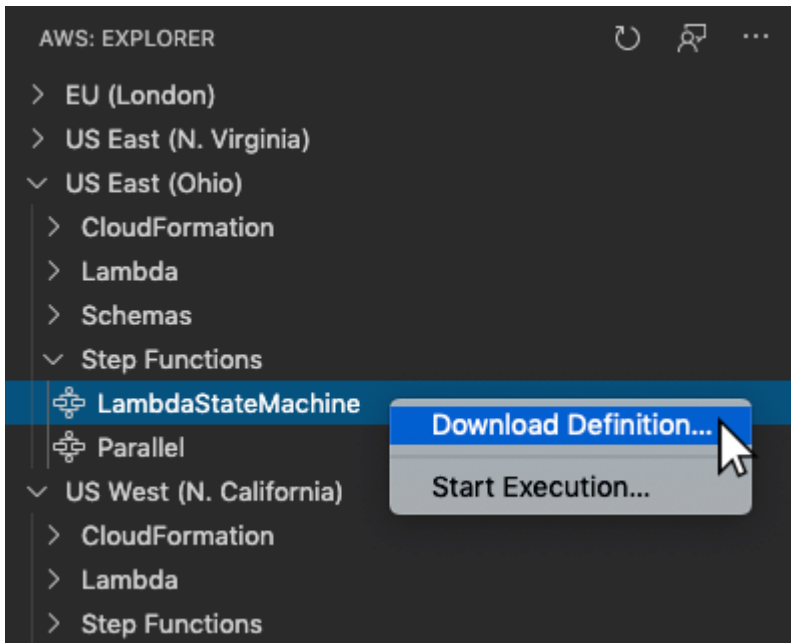 AWS: EXPLORER
EU (London)
US East (N. Virginia)
US East (Ohio)
CloudFormation
Lambda
Schemas
Step Functions
LambdaStateMachine
Download Definition...
Parallel
Start Execution...
US West (N. California)
CloudFormation
Lambda
Step Functions